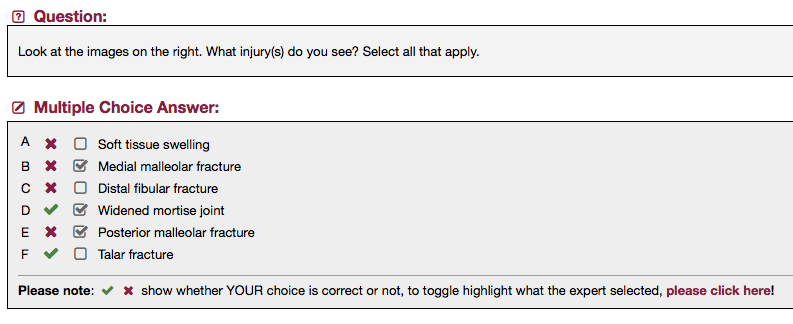 Question:
Look at the images on the right. What injury(s) do you see? Select all that apply.
Multiple Choice Answer:
A Soft tissue swelling
B Medial malleolar fracture
C Distal fibular fracture
D Widened mortise joint
E Posterior malleolar fracture
F Talar fracture
Please note: ✔ ✖ show whether YOUR choice is correct or not, to toggle highlight what the expert selected, please click here!